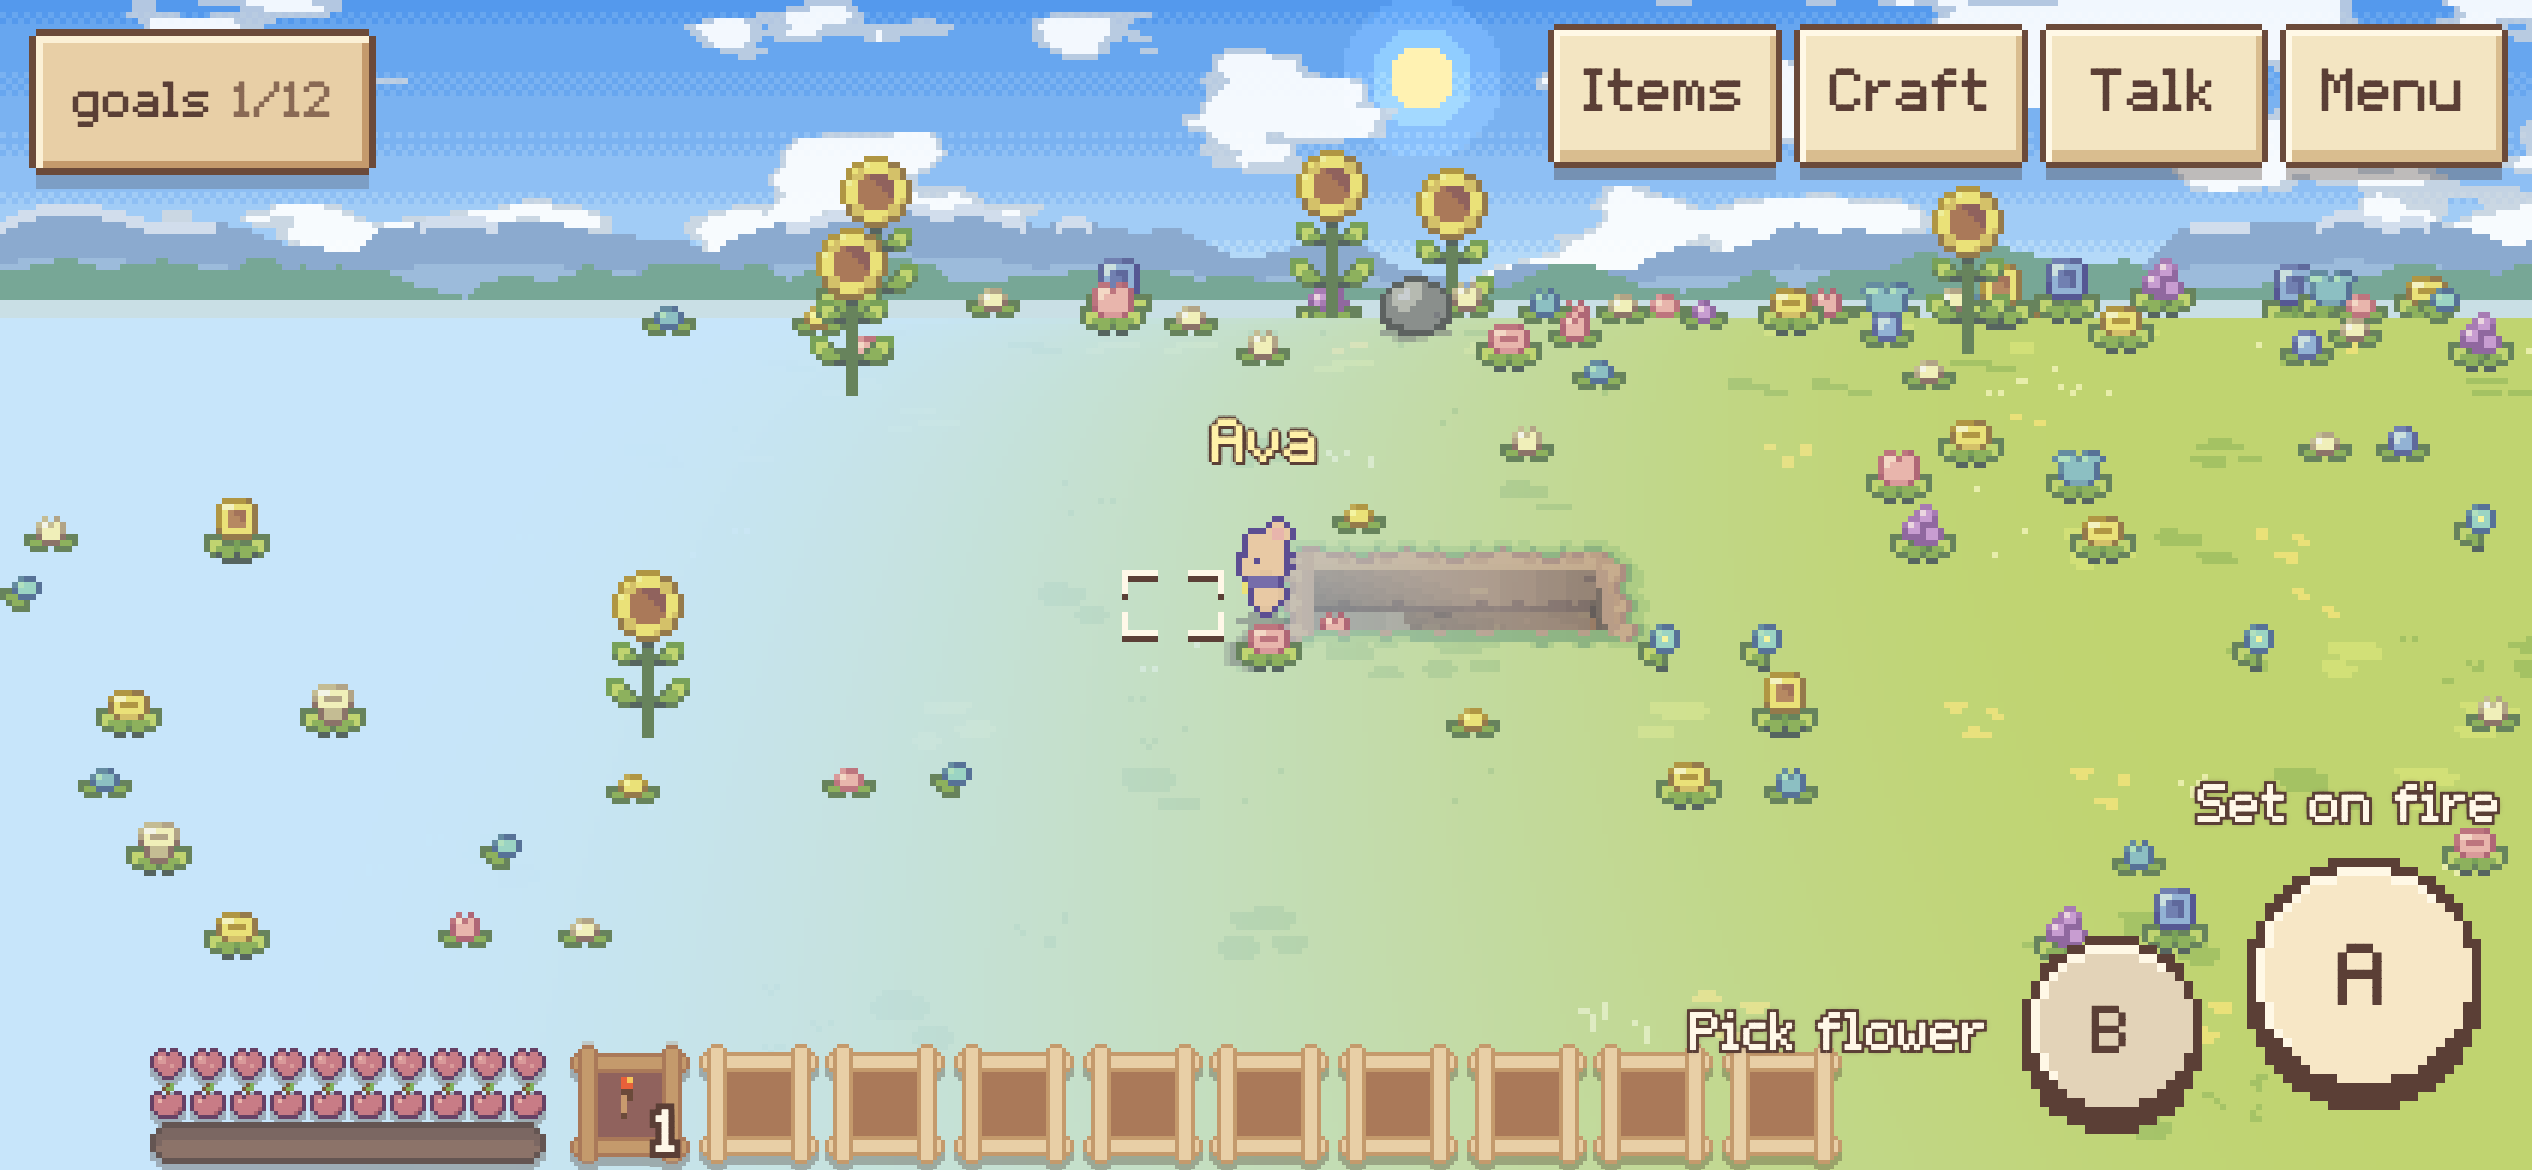 goals 1/12
Items
Craft
Talk
Menu
Ava
Set on fire
A
Pick flower
B
1